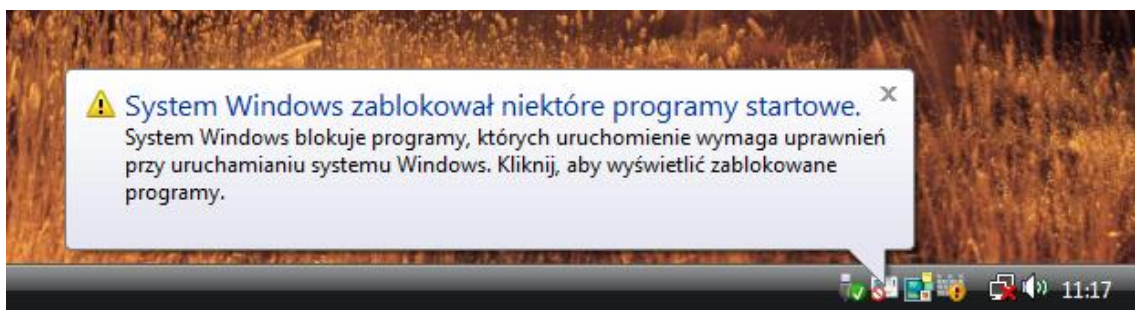 System Windows zablokował niektóre programy startowe.
System Windows blokuje programy, których uruchomienie wymaga uprawnień
przy uruchamianiu systemu Windows. Kliknij, aby wyświetlić zablokowane
programy.
11:17